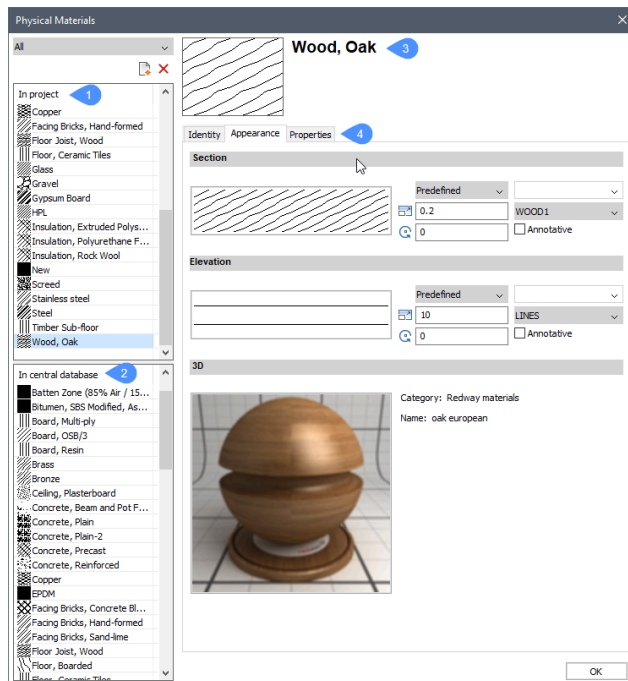 Physical Materials
All
Wood, Oak
3
In project
1
Copper
Facing Bricks, Hand-formed
Floor Joist, Wood
Floor, Ceramic Tiles
Glass
Gravel
Gypsum Board
HPL
Insulation, Extruded Polys...
Insulation, Polyurethane F...
Insulation, Rock Wool
New
Screed
Stainless steel
Steel
Timber Sub-floor
Wood, Oak
In central database
2
Batten Zone (85% Air / 15...
Bitumen, SBS Modified, As...
Board, Multi-ply
Board, OSB/3
Board, Resin
Brass
Bronze
Ceiling, Plasterboard
Concrete, Beam and Pot F...
Concrete, Plain
Concrete, Plain-2
Concrete, Precast
Concrete, Reinforced
Copper
EPDM
Facing Bricks, Concrete Bl...
Facing Bricks, Hand-formed
Facing Bricks, Sand-lime
Floor Joist, Wood
Floor, Boarded
Floor, Ceramic Tiles
Identity Appearance Properties
4
Section
Predefined
0.2 WOOD1
0 Annotative
Elevation
Predefined
10 LINES
0 Annotative
3D
Category: Redway materials
Name: oak european
OK